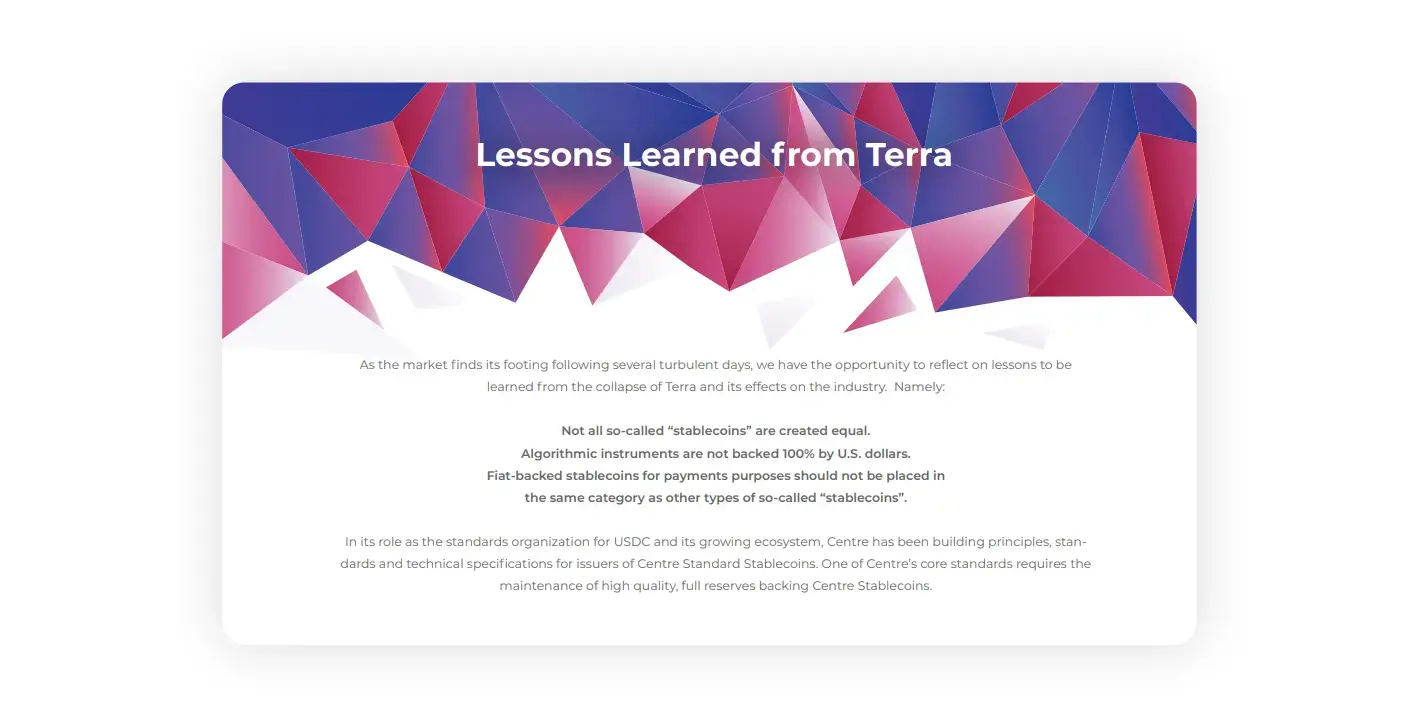 Lessons Learned from Terra
As the market finds its footing following several turbulent days, we have the opportunity to reflect on lessons to be
learned from the collapse of Terra and its effects on the industry.  Namely:
Not all so-called “stablecoins” are created equal.
Algorithmic instruments are not backed 100% by U.S. dollars.
Fiat-backed stablecoins for payments purposes should not be placed in
the same category as other types of so-called “stablecoins”.
In its role as the standards organization for USDC and its growing ecosystem, Centre has been building principles, stan-
dards and technical specifications for issuers of Centre Standard Stablecoins. One of Centre’s core standards requires the
maintenance of high quality, full reserves backing Centre Stablecoins.